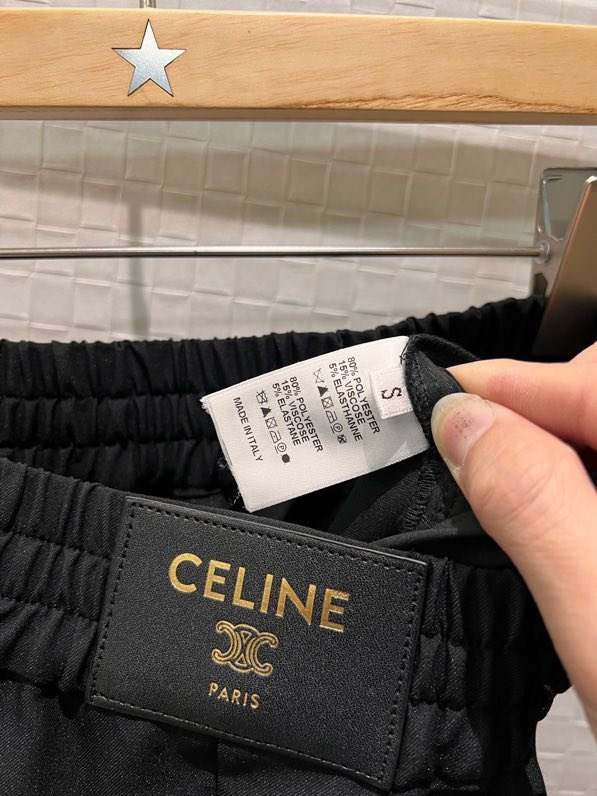 S
80% POLYESTER
15% VISCOSE
5% ELASTHANNE
80% POLYESTER
15% VISCOSE
5% ELASTANE
MADE IN ITALY
CELINE
PARIS